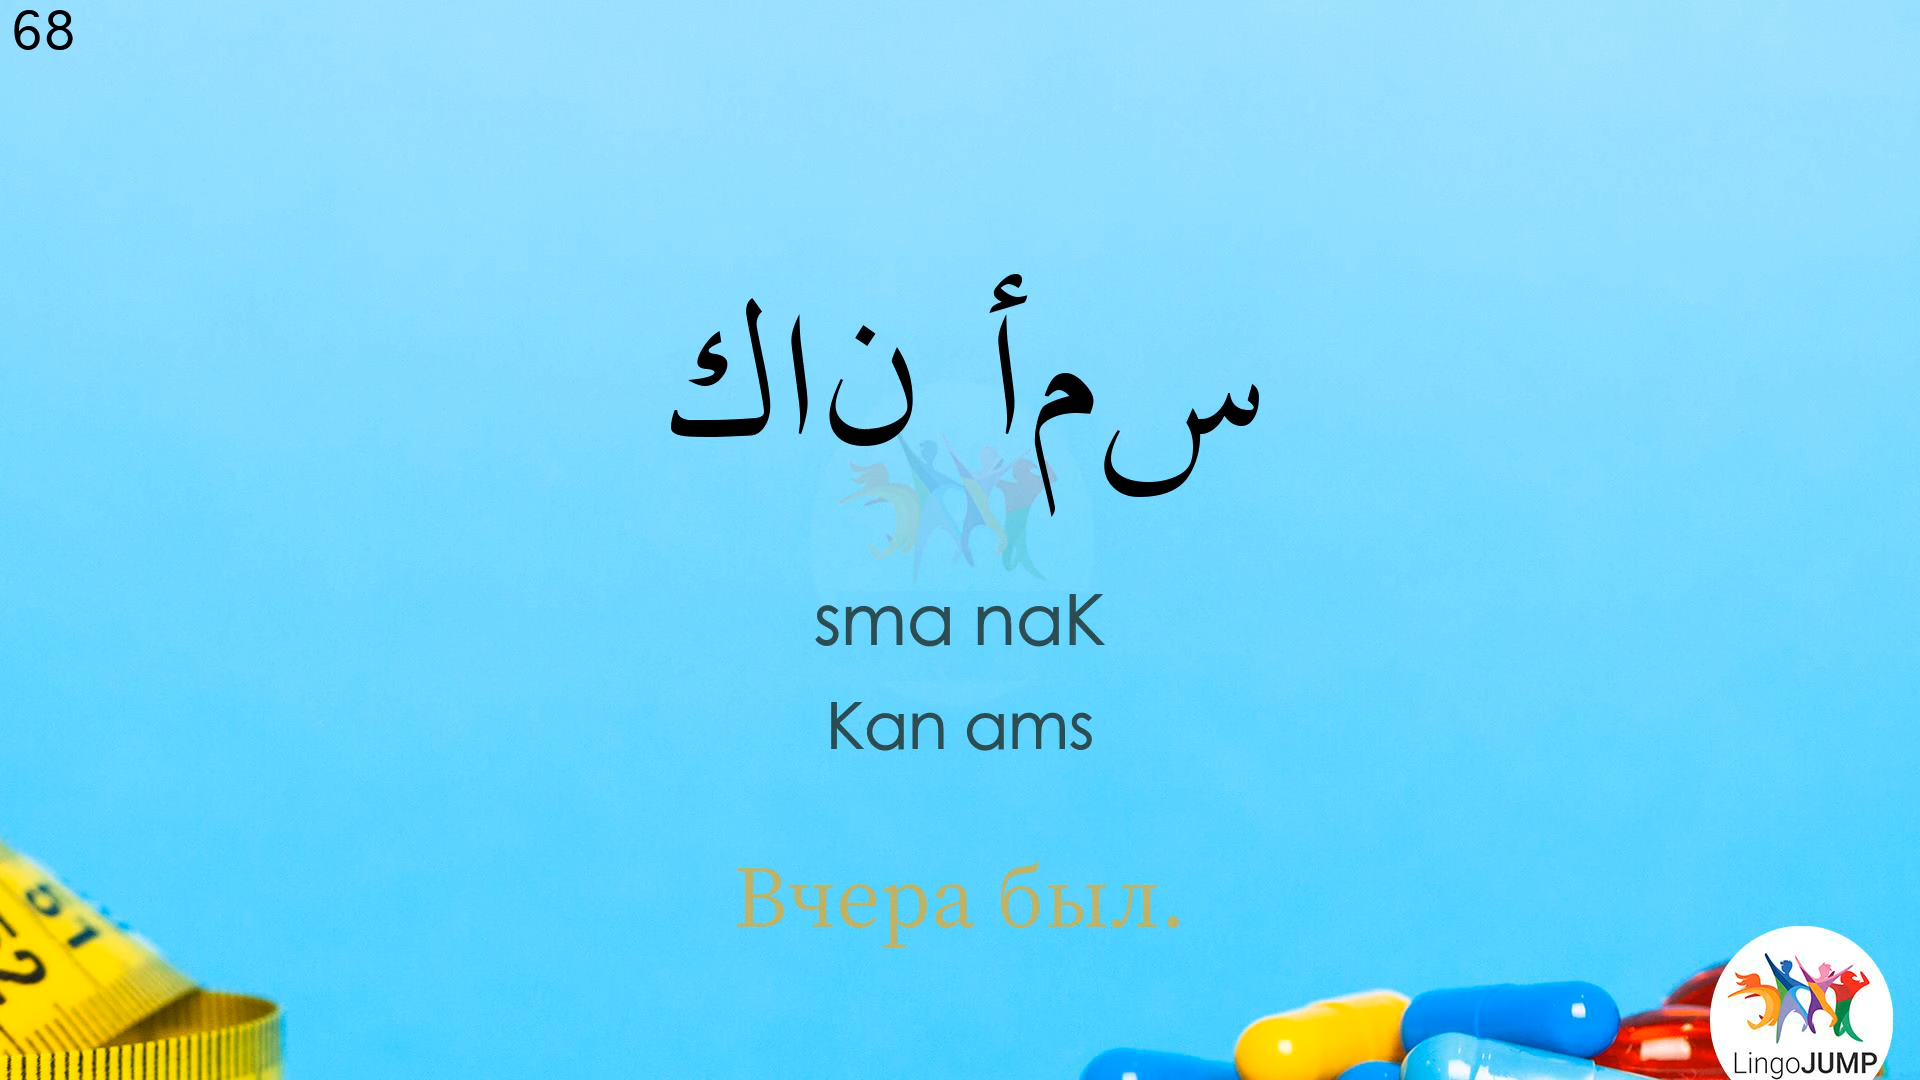 68
كان أمس
sma naK
Kan ams
Вчера был.
LingoJUMP